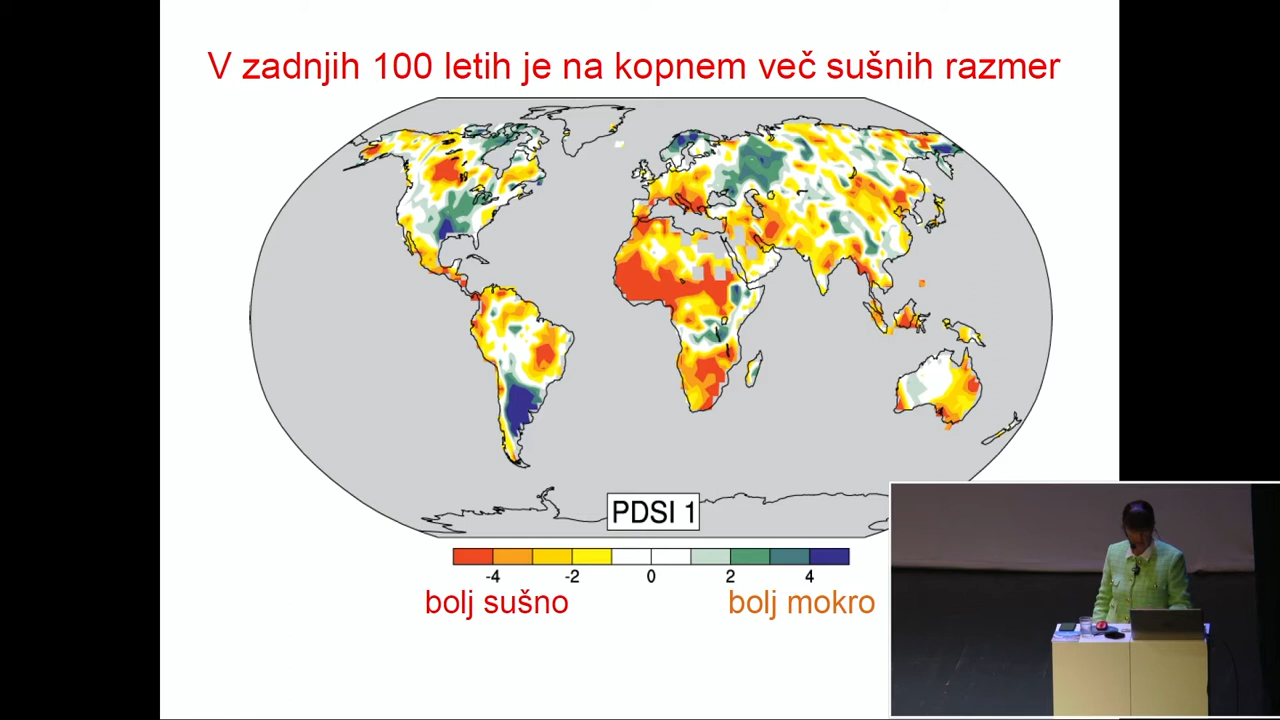 V zadnjih 100 letih je na kopnem več sušnih razmer
PDSI 1
-4 -2 0 2 4
bolj sušno bolj mokro